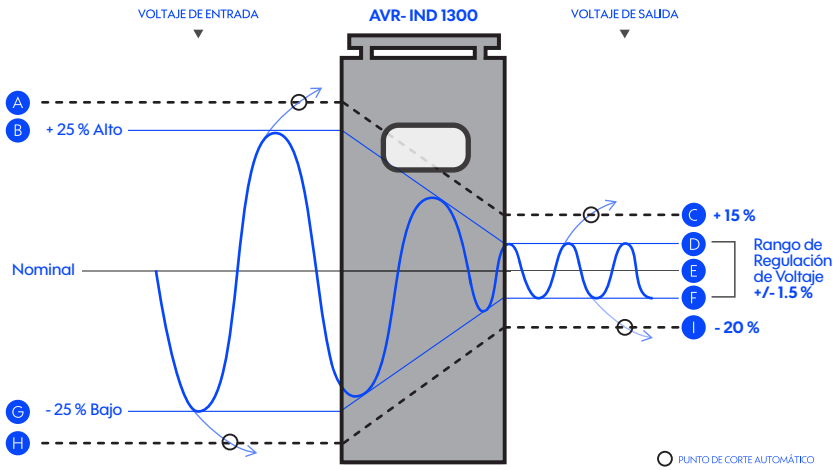 VOLTAJE DE ENTRADA
AVR- IND 1300
VOLTAJE DE SALIDA
A
B
+ 25 % Alto
C
+ 15 %
D
Nominal
E
Rango de
Regulación
de Voltaje
+/- 1.5 %
F
I
- 20 %
G
- 25 % Bajo
H
PUNTO DE CORTE AUTOMÁTICO